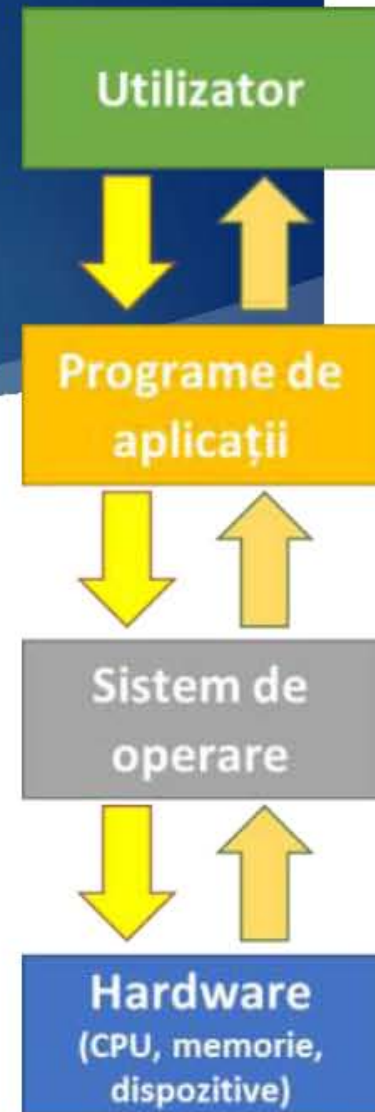 Utilizator
Programe de
aplicații
Sistem de
operare
Hardware
(CPU, memorie,
dispozitive)